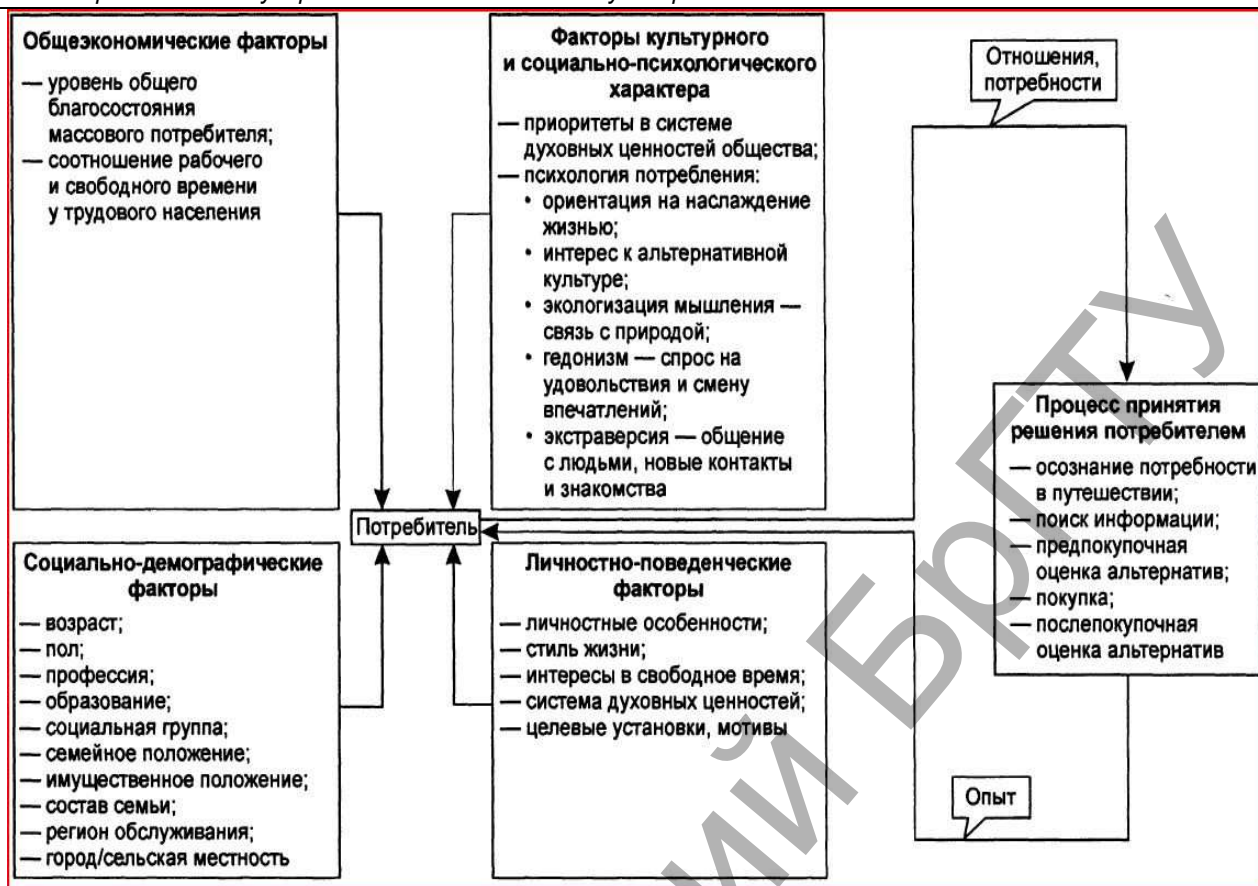 Общеэкономические факторы
— уровень общего
благосостояния
массового потребителя;
— соотношение рабочего
и свободного времени
у трудового населения
Факторы культурного
и социально-психологического
характера
— приоритеты в системе
духовных ценностей общества;
— психология потребления:
• ориентация на наслаждение
жизнью;
• интерес к альтернативной
культуре;
• экологизация мышления —
связь с природой;
• гедонизм — спрос на
удовольствия и смену
впечатлений;
• экстраверсия — общение
с людьми, новые контакты
и знакомства
Отношения,
потребности
Потребитель
Процесс принятия
решения потребителем
— осознание потребности
в путешествии;
— поиск информации;
— предпокупочная
оценка альтернатив;
— покупка;
— послепокупочная
оценка альтернатив
Социально-демографические
факторы
— возраст;
— пол;
— профессия;
— образование;
— социальная группа;
— семейное положение;
— имущественное положение;
— состав семьи;
— регион обслуживания;
— город/сельская местность
Личностно-поведенческие
факторы
— личностные особенности;
— стиль жизни;
— интересы в свободное время;
— система духовных ценностей;
— целевые установки, мотивы
Опыт
БрГТУ